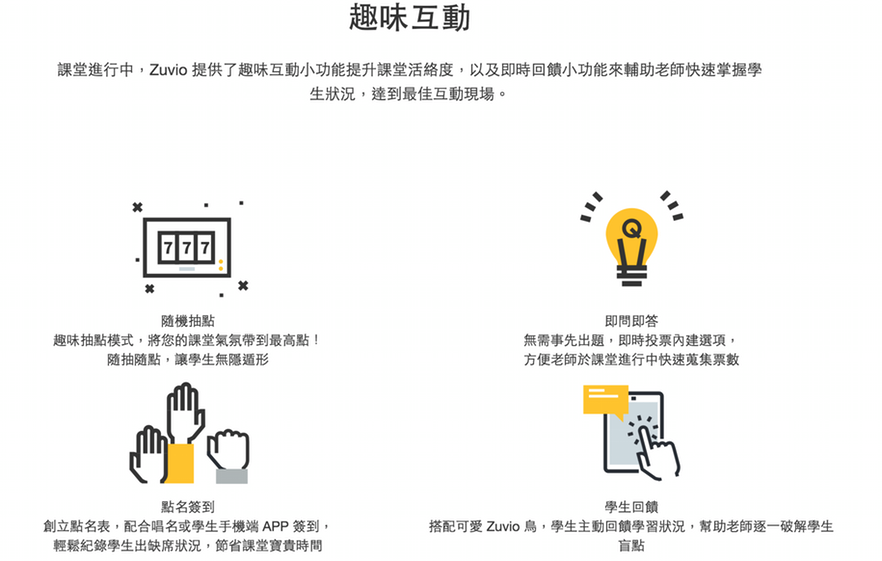 趣味互動
課堂進行中，Zuvio 提供了趣味互動小功能提升課堂活絡度，以及即時回饋小功能來輔助老師快速掌握學
生狀況，達到最佳互動現場。
7 7 7
Q
隨機抽點
趣味抽點模式，將您的課堂氣氛帶到最高點！
隨抽隨點，讓學生無隱遁形
即問即答
無需事先出題，即時投票內建選項，
方便老師於課堂進行中快速蒐集票數
點名簽到
創立點名表，配合唱名或學生手機端 APP 簽到，
輕鬆紀錄學生出缺席狀況，節省課堂寶貴時間
學生回饋
搭配可愛 Zuvio 鳥，學生主動回饋學習狀況，幫助老師逐一破解學生
盲點